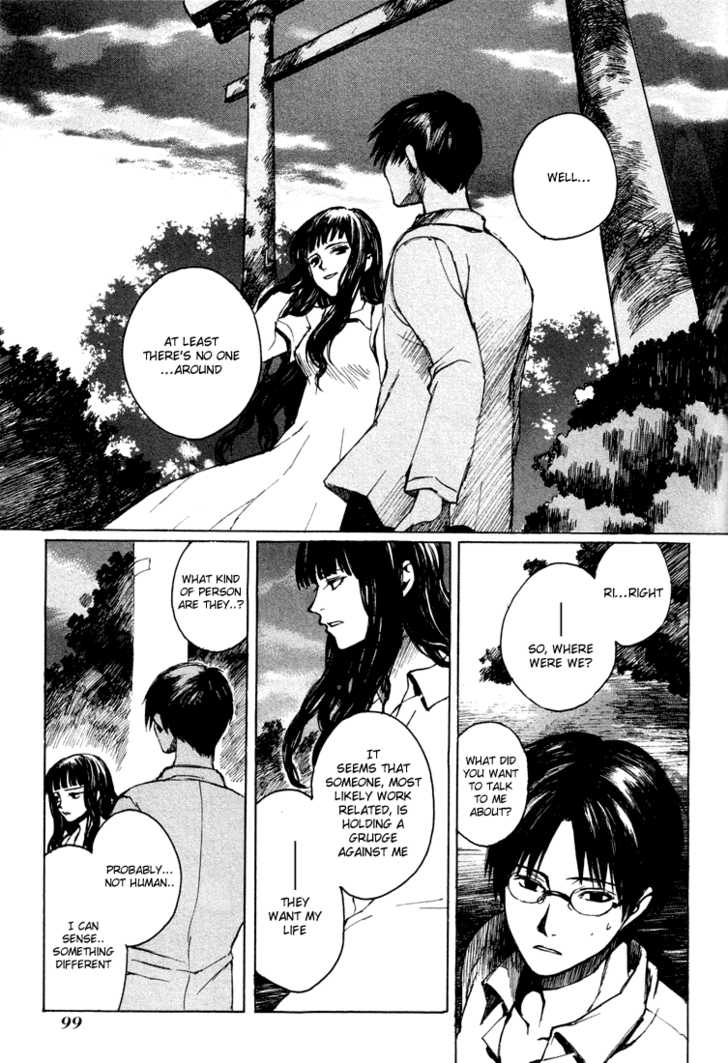 WELL...
AT LEAST
THERE'S NO ONE
...AROUND
RI...RIGHT
SO, WHERE
WERE WE?
WHAT DID
YOU WANT
TO TALK
TO ME
ABOUT?
IT
SEEMS THAT
SOMEONE, MOST
LIKELY WORK
RELATED, IS
HOLDING A
GRUDGE
AGAINST ME
THEY
WANT MY
LIFE
WHAT KIND
OF PERSON
ARE THEY..?
PROBABLY...
NOT HUMAN..
I CAN
SENSE..
SOMETHING
DIFFERENT
99